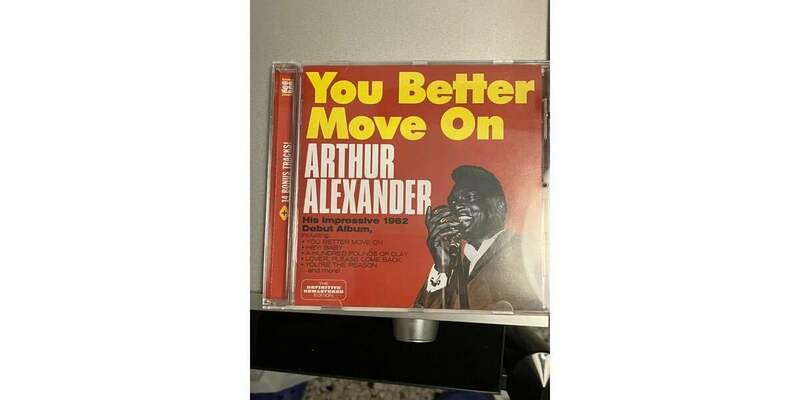 You Better
Move On
ARTHUR
ALEXANDER
His Impressive 1962
Debut Album,
including:
• YOU BETTER MOVE ON
• HEY! BABY
• A HUNDRED POUNDS OF CLAY
• LOVER, PLEASE COME BACK
• YOU'RE THE REASON
and more!
THE
DEFINITIVE
REMASTERED
EDITION
14 BONUS TRACKS!